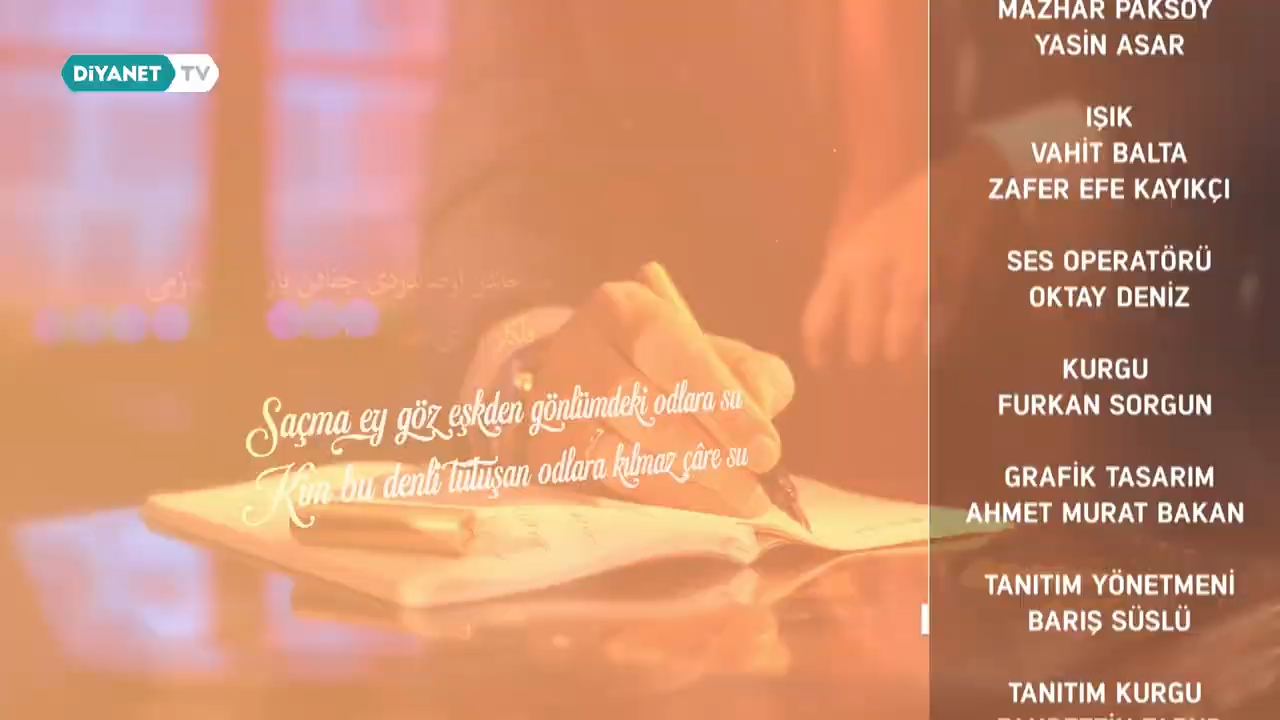 DİYANET TV
Saçma ey göz eşkden gönlümdeki odlara su
Kim bu denli tutuşan odlara kılmaz çâre su
MAZHAR PAKSOY
YASİN ASAR
IŞIK
VAHİT BALTA
ZAFER EFE KAYIKÇI
SES OPERATÖRÜ
OKTAY DENİZ
KURGU
FURKAN SORGUN
GRAFİK TASARIM
AHMET MURAT BAKAN
TANITIM YÖNETMENİ
BARIŞ SÜSLÜ
TANITIM KURGU